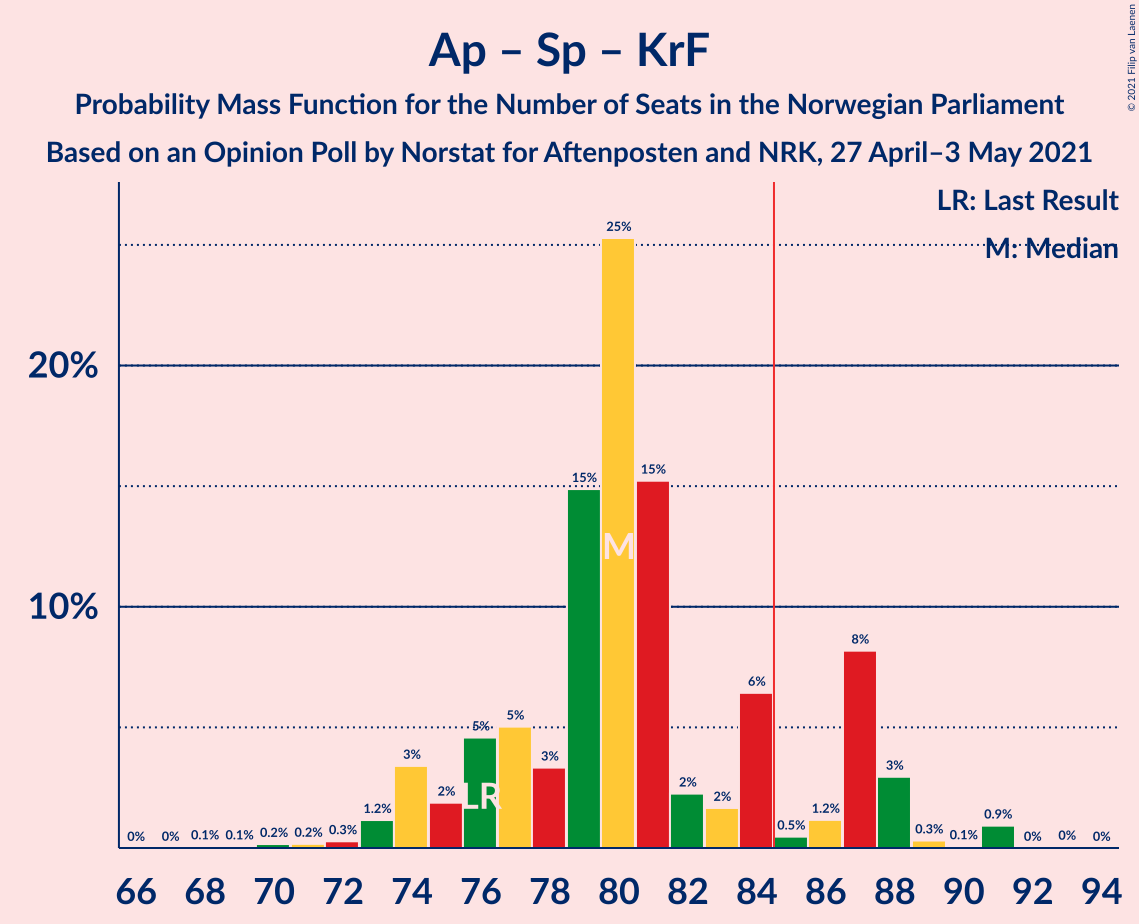 Ap – Sp – KrF
Probability Mass Function for the Number of Seats in the Norwegian Parliament
Based on an Opinion Poll by Norstat for Aftenposten and NRK, 27 April–3 May 2021
© 2021 Filip van Laenen
LR: Last Result
M: Median
20%
10%
0% 0% 0.1% 0.1% 0.2% 0.2% 0.3% 1.2% 3% 2% 5% 5% 3% 15% 25% 15% 2% 2% 6% 0.5% 1.2% 8% 3% 0.3% 0.1% 0.9% 0% 0% 0%
M
LR
66 68 70 72 74 76 78 80 82 84 86 88 90 92 94